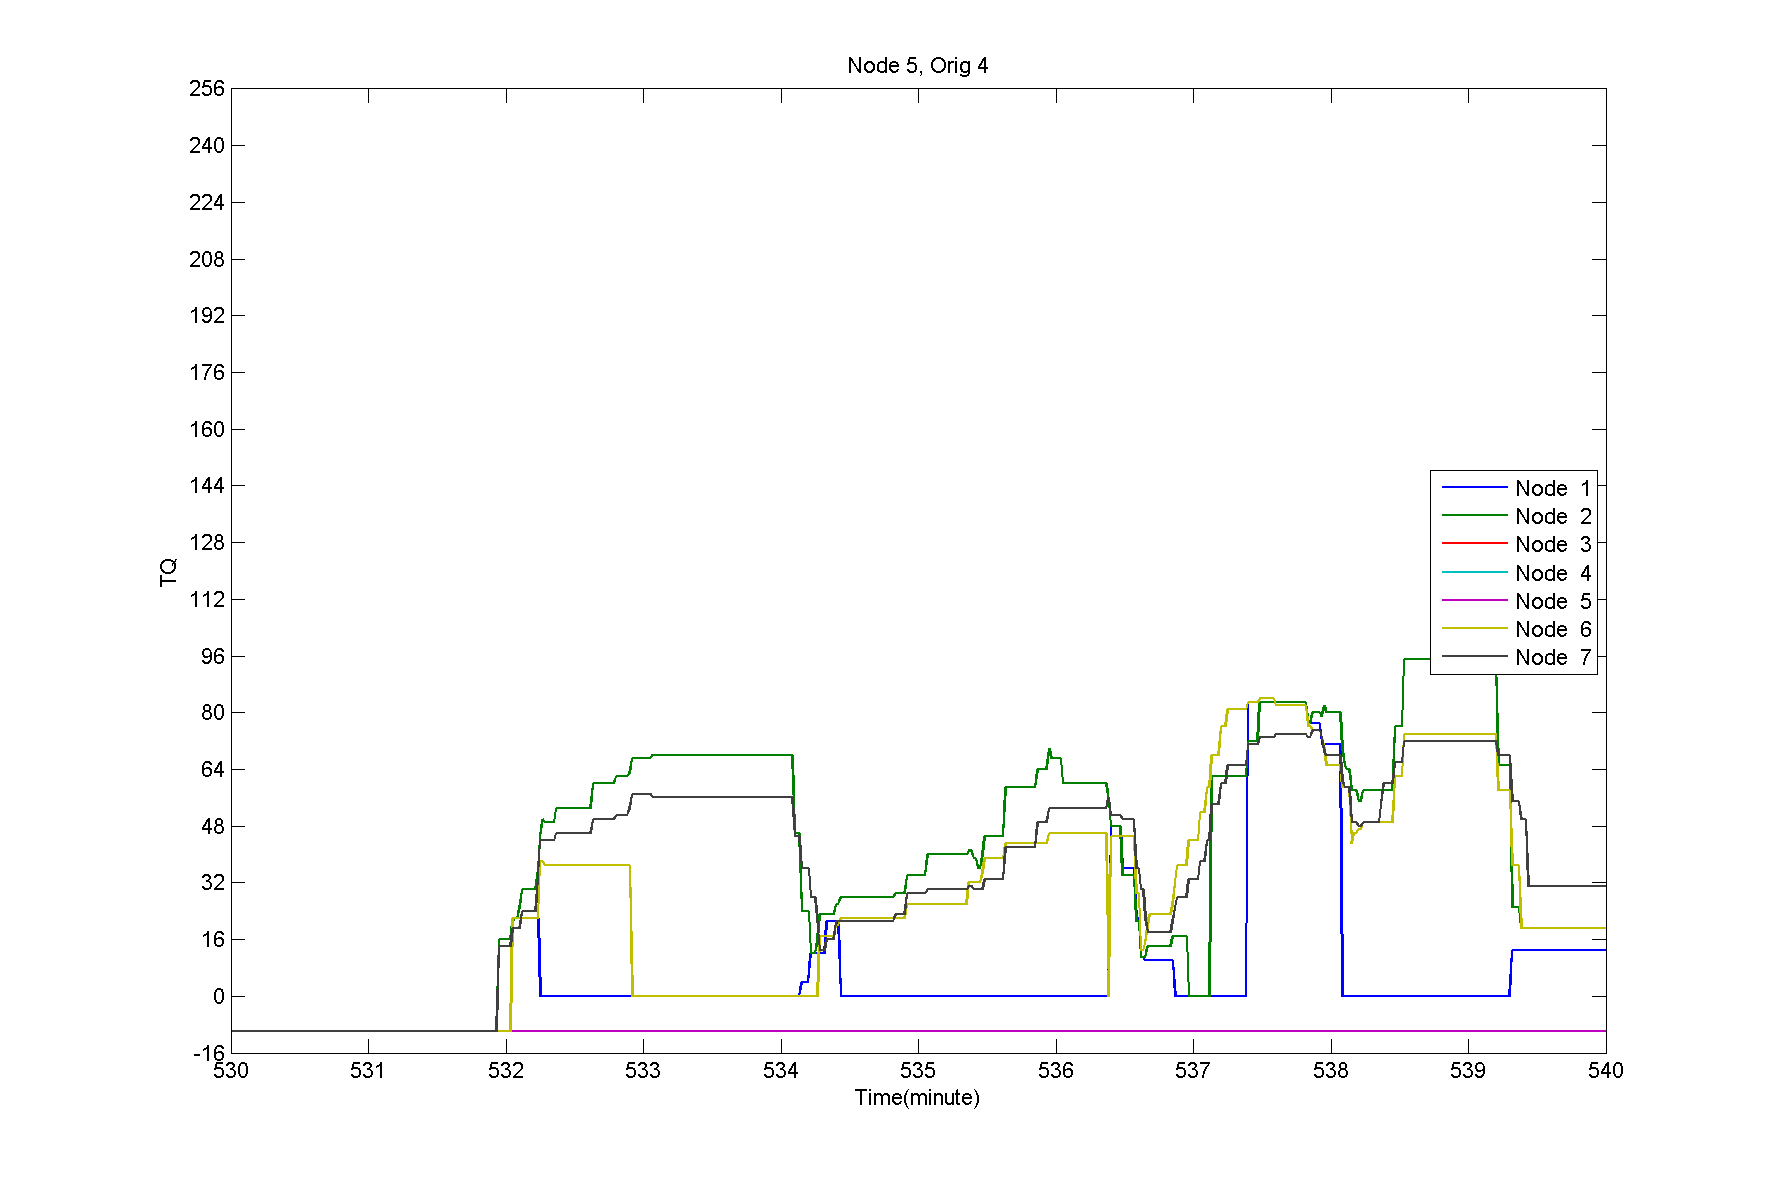 Node 5, Orig 4
256
240
224
208
192
176
160
144
128
112
96
80
64
48
32
16
0
-16
TQ
Node 1
Node 2
Node 3
Node 4
Node 5
Node 6
Node 7
530 531 532 533 534 535 536 537 538 539 540
Time(minute)